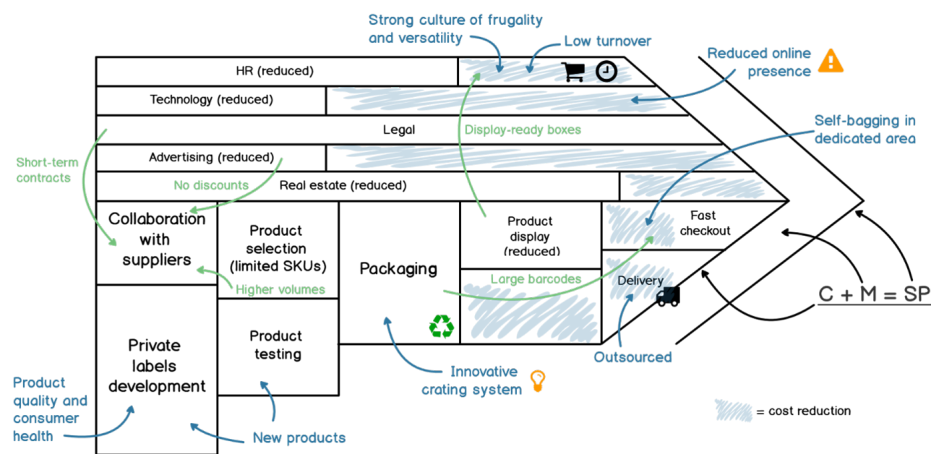 Strong culture of frugality
and versatility
Low turnover
Reduced online
presence
HR (reduced)
Technology (reduced)
Self-bagging in
dedicated area
Legal
Display-ready boxes
Short-term
contracts
Advertising (reduced)
No discounts
Real estate (reduced)
Collaboration
with
suppliers
Product
selection
(limited SKUs)
Packaging
Product
display
(reduced)
Fast
checkout
Higher volumes
Large barcodes
Delivery
C + M = SP
Private
labels
development
Product
testing
Outsourced
Innovative
crating system
Product
quality and
consumer
health
New products
= cost reduction